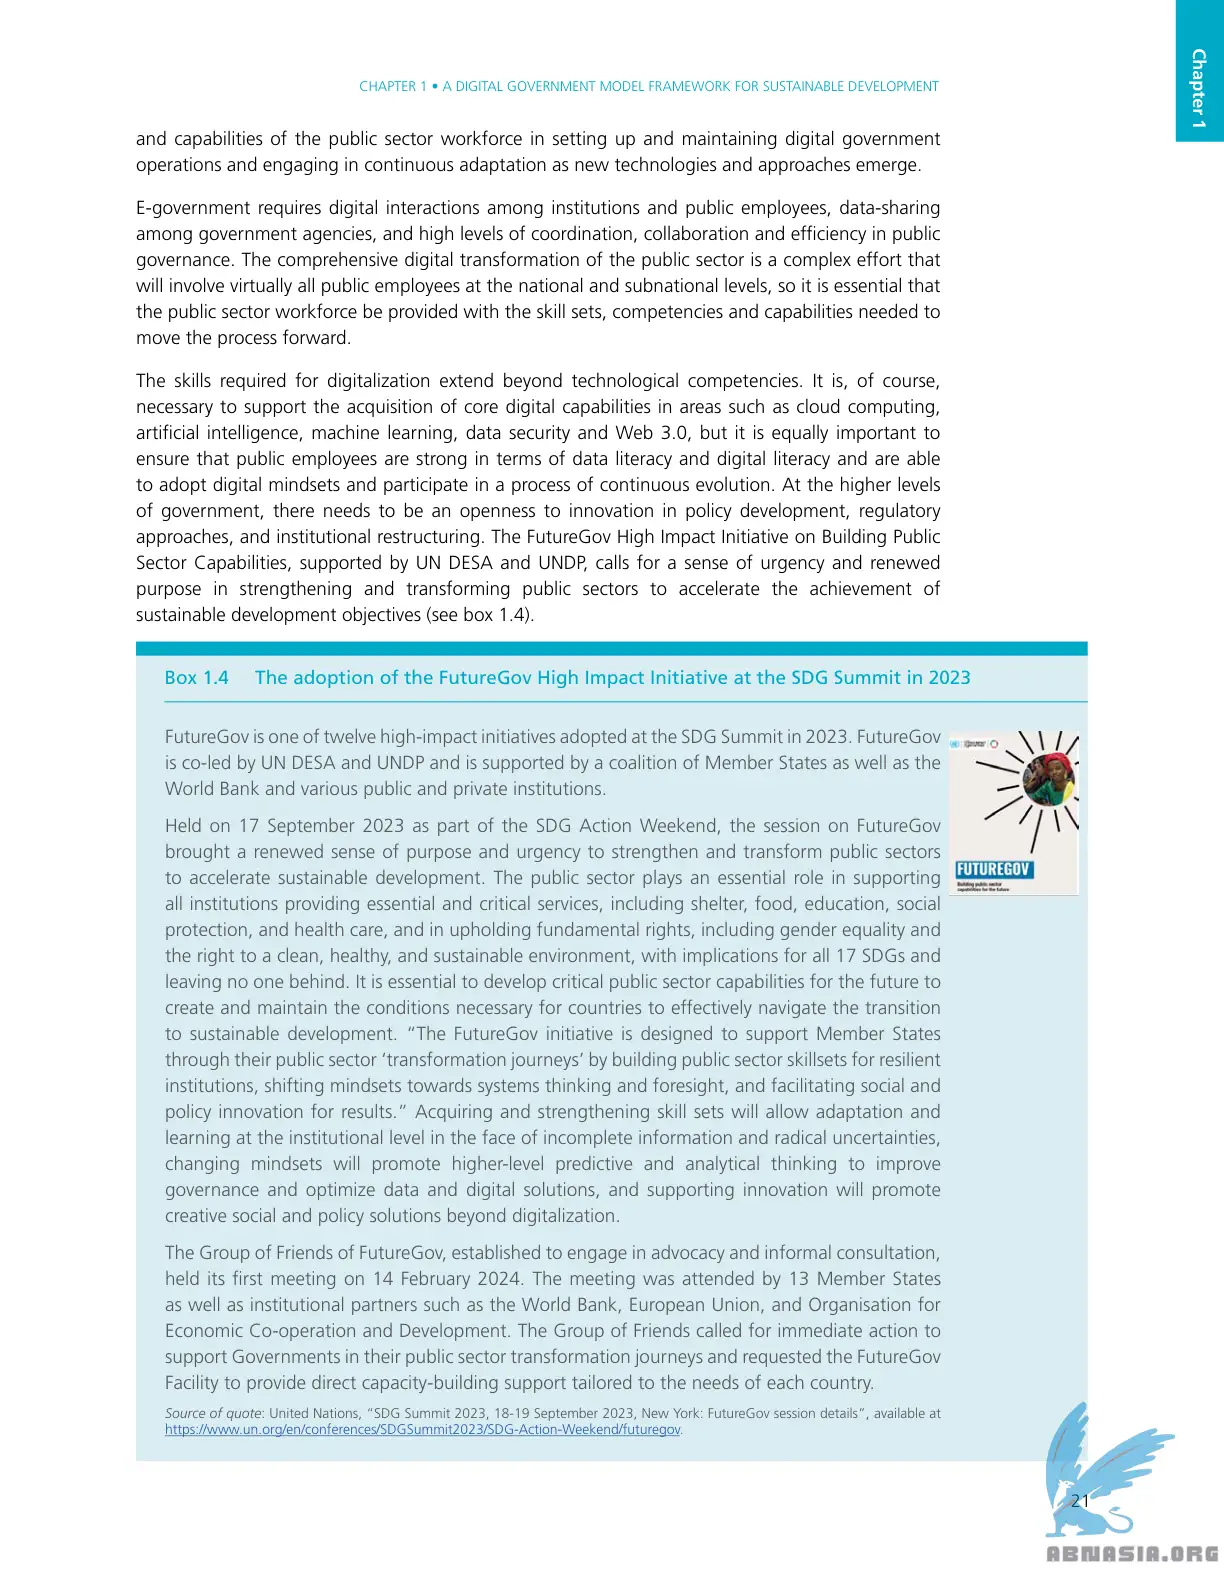 Chapter 1
CHAPTER 1 • A DIGITAL GOVERNMENT MODEL FRAMEWORK FOR SUSTAINABLE DEVELOPMENT
and capabilities of the public sector workforce in setting up and maintaining digital government
operations and engaging in continuous adaptation as new technologies and approaches emerge.
E-government requires digital interactions among institutions and public employees, data-sharing
among government agencies, and high levels of coordination, collaboration and efficiency in public
governance. The comprehensive digital transformation of the public sector is a complex effort that
will involve virtually all public employees at the national and subnational levels, so it is essential that
the public sector workforce be provided with the skill sets, competencies and capabilities needed to
move the process forward.
The skills required for digitalization extend beyond technological competencies. It is, of course,
necessary to support the acquisition of core digital capabilities in areas such as cloud computing,
artificial intelligence, machine learning, data security and Web 3.0, but it is equally important to
ensure that public employees are strong in terms of data literacy and digital literacy and are able
to adopt digital mindsets and participate in a process of continuous evolution. At the higher levels
of government, there needs to be an openness to innovation in policy development, regulatory
approaches, and institutional restructuring. The FutureGov High Impact Initiative on Building Public
Sector Capabilities, supported by UN DESA and UNDP, calls for a sense of urgency and renewed
purpose in strengthening and transforming public sectors to accelerate the achievement of
sustainable development objectives (see box 1.4).
Box 1.4 The adoption of the FutureGov High Impact Initiative at the SDG Summit in 2023
FutureGov is one of twelve high-impact initiatives adopted at the SDG Summit in 2023. FutureGov
is co-led by UN DESA and UNDP and is supported by a coalition of Member States as well as the
World Bank and various public and private institutions.
Held on 17 September 2023 as part of the SDG Action Weekend, the session on FutureGov
brought a renewed sense of purpose and urgency to strengthen and transform public sectors
to accelerate sustainable development. The public sector plays an essential role in supporting
all institutions providing essential and critical services, including shelter, food, education, social
protection, and health care, and in upholding fundamental rights, including gender equality and
the right to a clean, healthy, and sustainable environment, with implications for all 17 SDGs and
leaving no one behind. It is essential to develop critical public sector capabilities for the future to
create and maintain the conditions necessary for countries to effectively navigate the transition
to sustainable development. “The FutureGov initiative is designed to support Member States
through their public sector ‘transformation journeys’ by building public sector skillsets for resilient
institutions, shifting mindsets towards systems thinking and foresight, and facilitating social and
policy innovation for results.” Acquiring and strengthening skill sets will allow adaptation and
learning at the institutional level in the face of incomplete information and radical uncertainties,
changing mindsets will promote higher-level predictive and analytical thinking to improve
governance and optimize data and digital solutions, and supporting innovation will promote
creative social and policy solutions beyond digitalization.
The Group of Friends of FutureGov, established to engage in advocacy and informal consultation,
held its first meeting on 14 February 2024. The meeting was attended by 13 Member States
as well as institutional partners such as the World Bank, European Union, and Organisation for
Economic Co-operation and Development. The Group of Friends called for immediate action to
support Governments in their public sector transformation journeys and requested the FutureGov
Facility to provide direct capacity-building support tailored to the needs of each country.
Source of quote: United Nations, “SDG Summit 2023, 18-19 September 2023, New York: FutureGov session details”, available at
https://www.un.org/en/conferences/SDGSummit2023/SDG-Action-Weekend/futuregov.
FUTUREGOV
Building public sector
capabilities for the future
21
ABNASIA.ORG